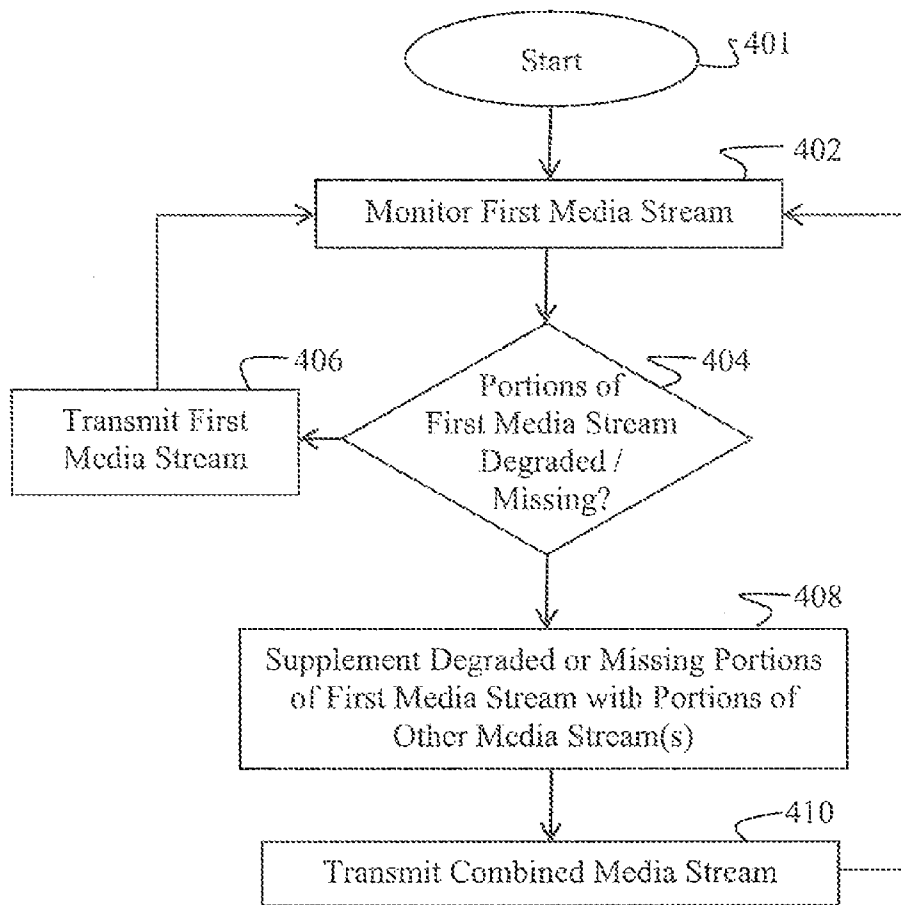 Start
401
402
Monitor First Media Stream
404
406
Portions of
First Media Stream
Degraded /
Missing?
Transmit First
Media Stream
408
Supplement Degraded or Missing Portions
of First Media Stream with Portions of
Other Media Stream(s)
410
Transmit Combined Media Stream